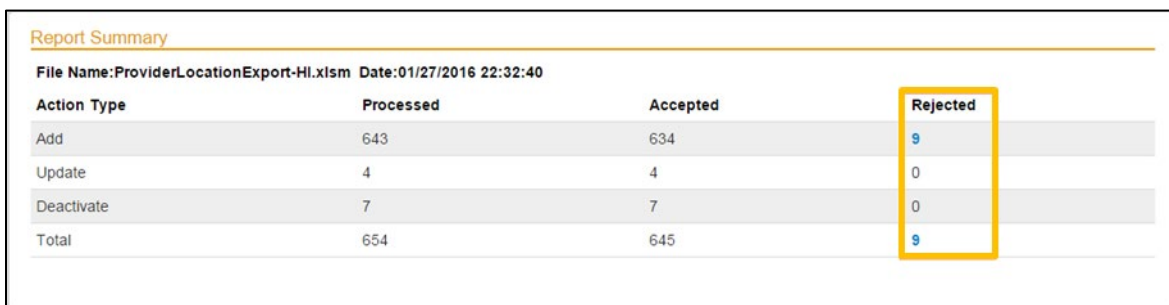 Report Summary
File Name:ProviderLocationExport-HI.xlsm Date:01/27/2016 22:32:40
Action Type Processed Accepted Rejected
Add 643 634 9
Update 4 4 0
Deactivate 7 7 0
Total 654 645 9